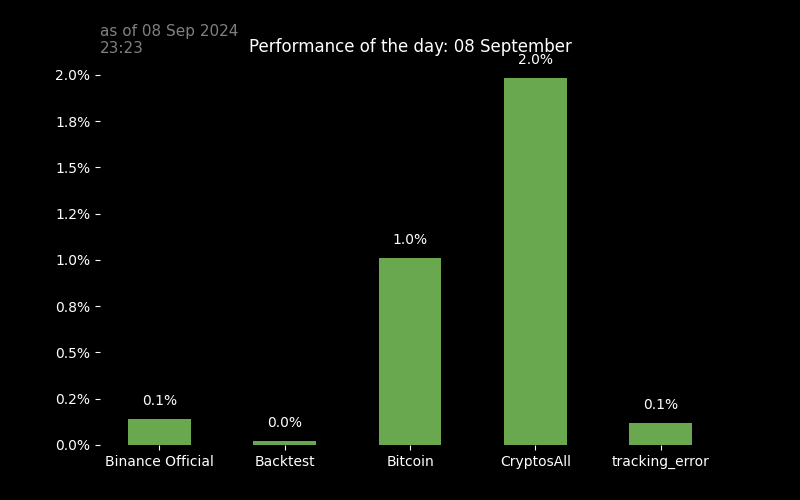 as of 08 Sep 2024
23:23
Performance of the day: 08 September
2.0%
2.0%
1.8%
1.5%
1.2%
1.0%
1.0%
0.8%
0.5%
0.2%
0.1%
0.1%
0.0%
0.0%
Binance Official
Backtest
Bitcoin
CryptosAll
tracking_error